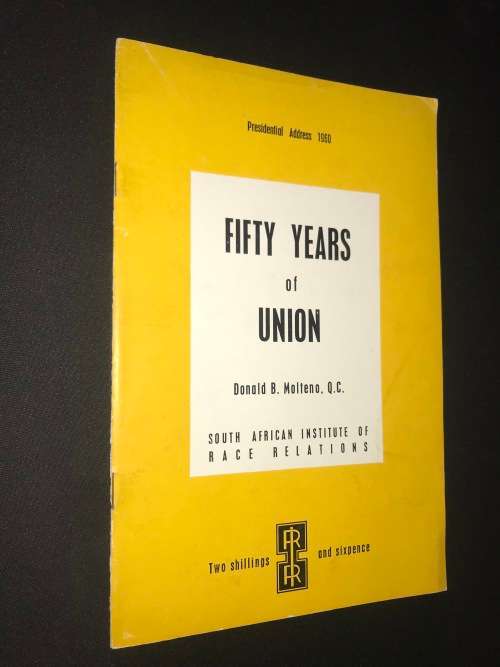 Presidential Address 1960
FIFTY YEARS
of
UNION
Donald B. Molteno, Q.C.
SOUTH AFRICAN INSTITUTE OF
RACE RELATIONS
Two shillings and sixpence